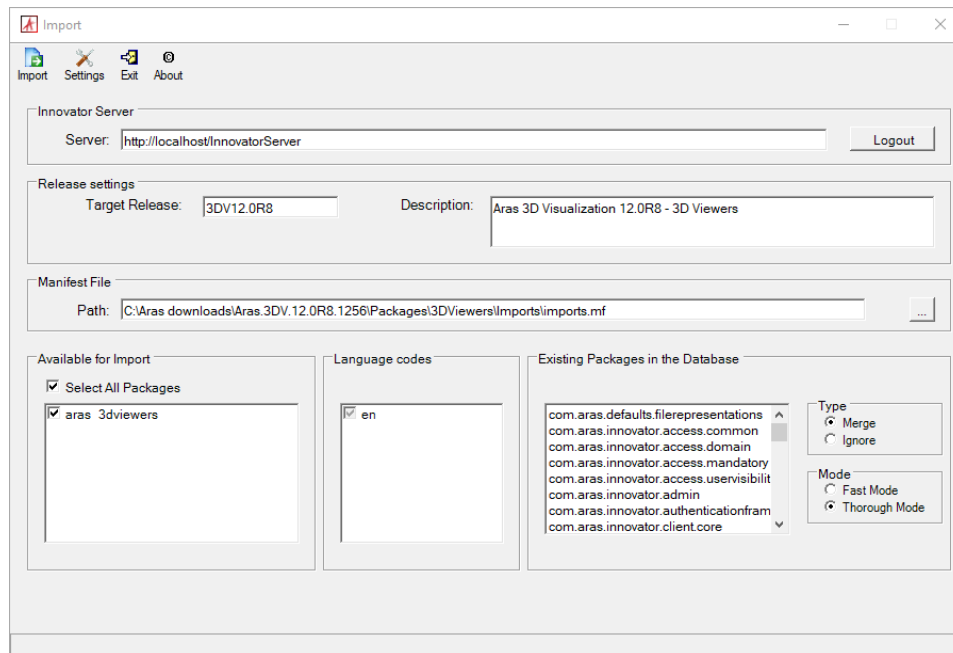 Import
Import Settings Exit About
Innovator Server
Server: http://localhost/InnovatorServer Logout
Release settings
Target Release: 3DV12.0R8 Description: Aras 3D Visualization 12.0R8 - 3D Viewers
Manifest File
Path: C:\Aras downloads\Aras.3DV.12.0R8.1256\Packages\3DViewers\Imports\imports.mf ...
Available for Import
Select All Packages
aras 3dviewers
Language codes
en
Existing Packages in the Database
com.aras.defaults.filerepresentations
com.aras.innovator.access.common
com.aras.innovator.access.domain
com.aras.innovator.access.mandatory
com.aras.innovator.access.uservisibilit
com.aras.innovator.admin
com.aras.innovator.authenticationfram
com.aras.innovator.client.core
Type
Merge
Ignore
Mode
Fast Mode
Thorough Mode